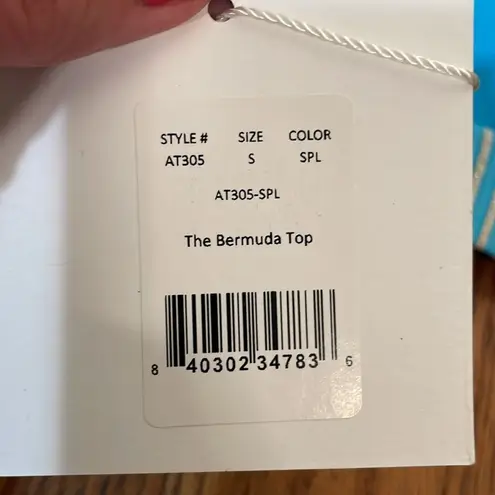 STYLE # SIZE COLOR
AT305 S SPL
AT305-SPL
The Bermuda Top
8 40302 34783 6